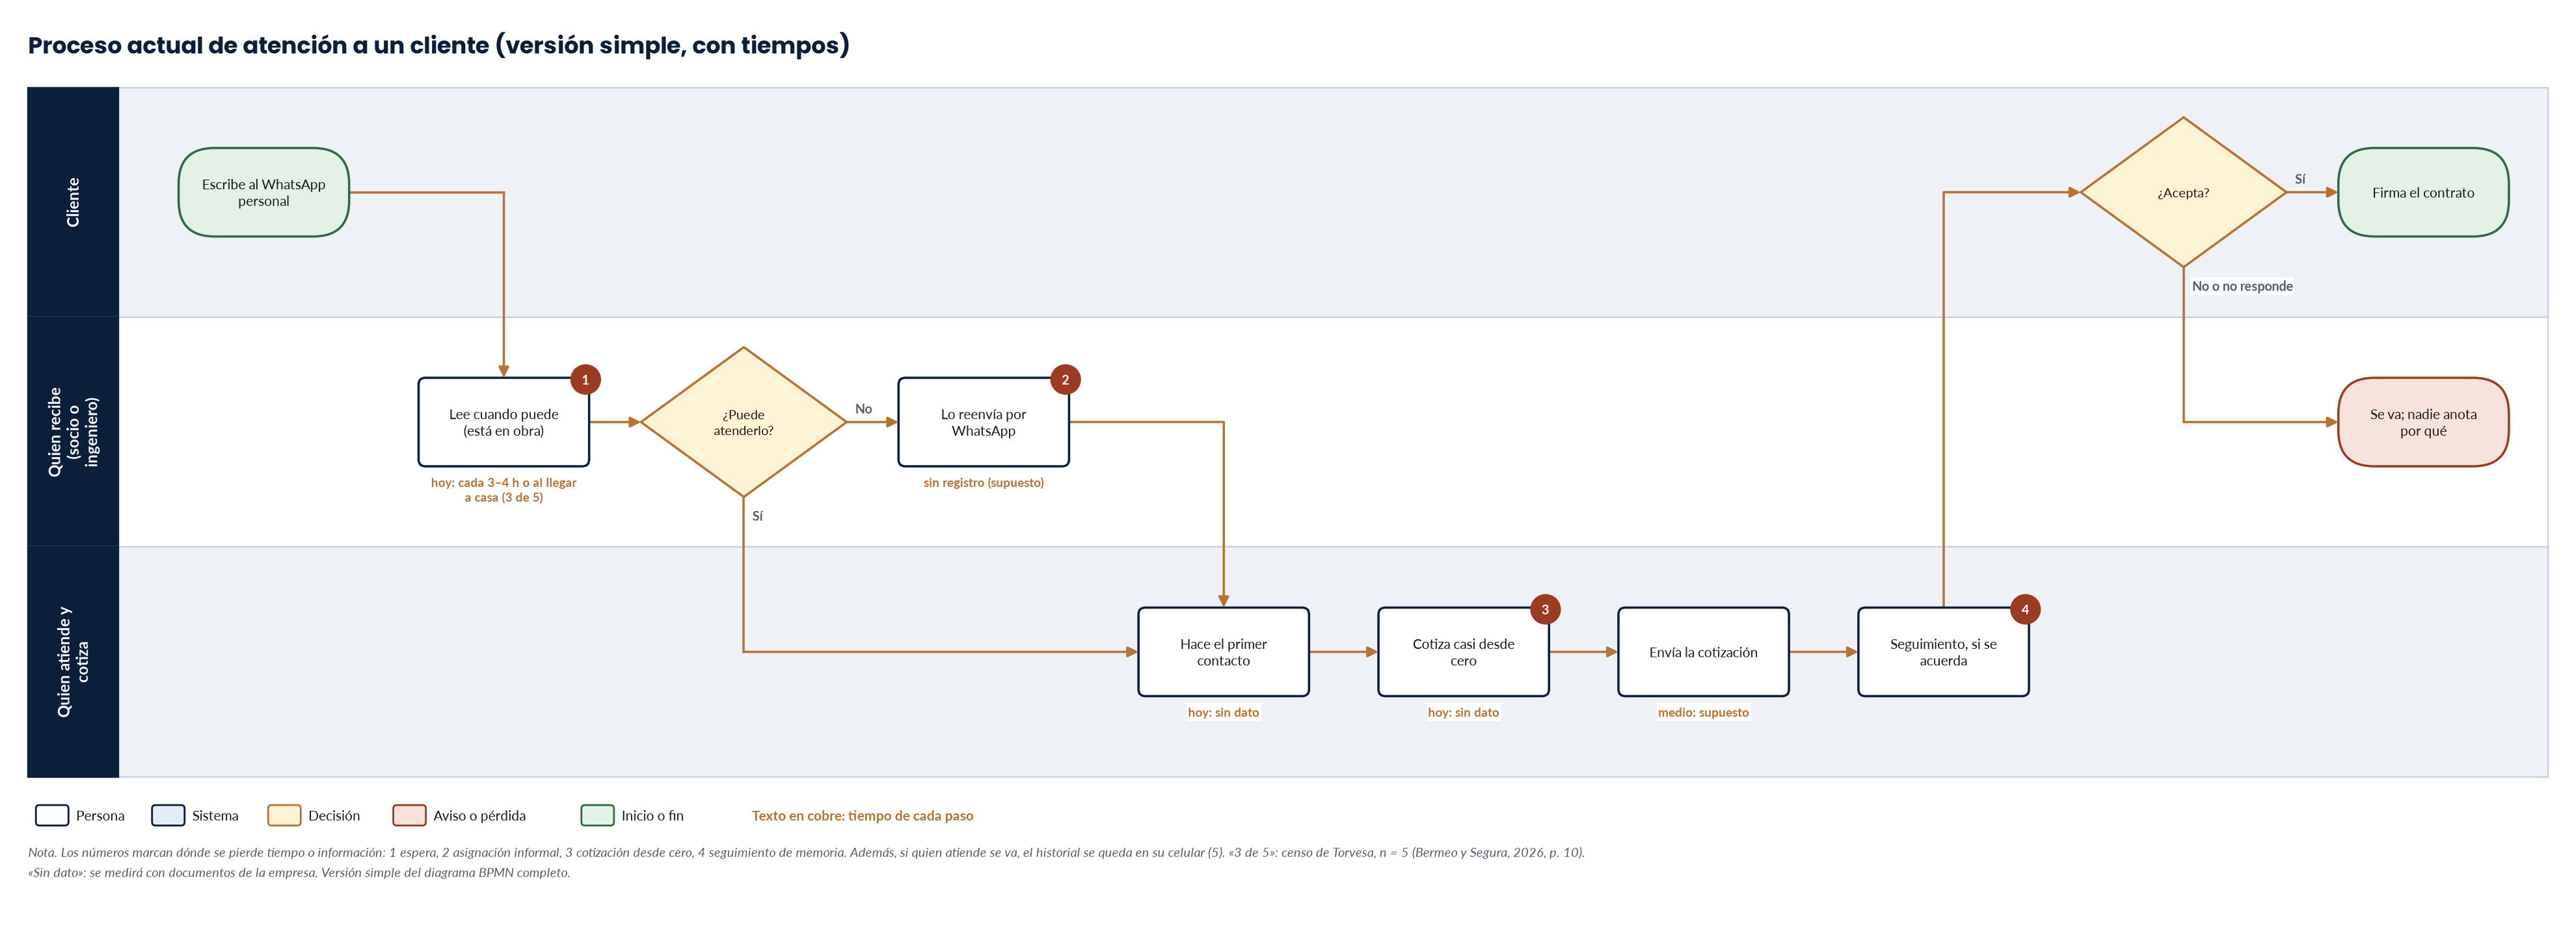 Proceso actual de atención a un cliente (versión simple, con tiempos)
Cliente
Escribe al WhatsApp
personal
¿Acepta?
Sí
Firma el contrato
No o no responde
Quien recibe
(socio o
ingeniero)
Lee cuando puede
(está en obra)
1
hoy: cada 3–4 h o al llegar
a casa (3 de 5)
¿Puede
atenderlo?
No
Sí
Lo reenvía por
WhatsApp
2
sin registro (supuesto)
Se va; nadie anota
por qué
Quien atiende y
cotiza
Hace el primer
contacto
hoy: sin dato
Cotiza casi desde
cero
3
hoy: sin dato
Envía la cotización
medio: supuesto
Seguimiento, si se
acuerda
4
Persona
Sistema
Decisión
Aviso o pérdida
Inicio o fin
Texto en cobre: tiempo de cada paso
Nota. Los números marcan dónde se pierde tiempo o información: 1 espera, 2 asignación informal, 3 cotización desde cero, 4 seguimiento de memoria. Además, si quien atiende se va, el historial se queda en su celular (5). «3 de 5»: censo de Torvesa, n = 5 (Bermeo y Segura, 2026, p. 10).
«Sin dato»: se medirá con documentos de la empresa. Versión simple del diagrama BPMN completo.